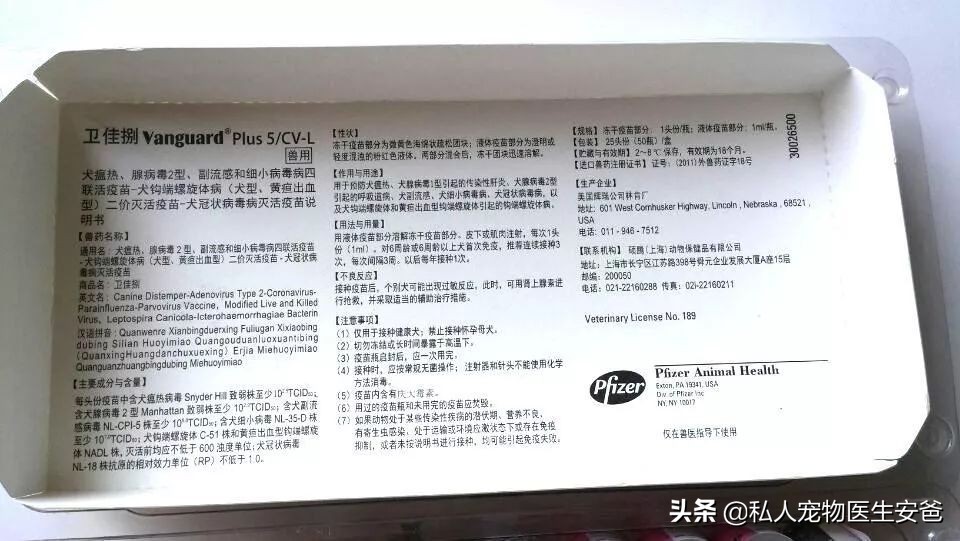 卫佳捌 Vanguard® Plus 5/CV-L
兽用
犬瘟热、腺病毒2型、副流感和细小病毒病四
联活疫苗-犬钩端螺旋体病（犬型、黄疸出血
型）二价灭活疫苗-犬冠状病毒病灭活疫苗说
明书
【兽药名称】
通用名：犬瘟热、腺病毒2型、副流感和细小病毒病四联活疫苗
-犬钩端螺旋体病（犬型、黄疸出血型）二价灭活疫苗-犬冠状病
毒病灭活疫苗
商品名：卫佳捌
英文名：Canine Distemper-Adenovirus Type 2-Coronavirus-
Parainfluenza-Parvovirus Vaccine, Modified Live and Killed
Virus, Leptospira Canicola-Icterohaemorrhagiae Bacterin
汉语拼音：Quanwenre Xianbingduerxing Fuliugan Xixiaobing
dubing Silian Huoyimiao Quangouduanluoxuantibing
(QuanxingHuangdanchuxuexing) Erjia Miehuoyimiao
Quanguanzhuangbingdubing Miehuoyimiao
【主要成分与含量】
每头份疫苗中含犬瘟热病毒 Snyder Hill 致弱株至少
含犬腺病毒2型 Manhattan 致弱株至少 含犬副流
感病毒 NL-CPI-5 株至少 含犬细小病毒 NL-35-D 株
至少 犬钩端螺旋体 C-51 株和黄疸出血型钩端螺旋
体 NADL 株，灭活前均应不低于 600 浊度单位；犬冠状病毒
NL-18 株抗原的相对效力单位（RP）不低于 1.0。
【性状】
冻干疫苗部分为微黄色海绵状疏松团块；液体疫苗部分为澄明或
轻度混浊的粉红色液体。两部分混合后，冻干团块迅速溶解。
【作用与用途】
用于预防犬瘟热、犬腺病毒1型引起的传染性肝炎、犬腺病毒2型
引起的呼吸道病、犬副流感、犬细小病毒病、犬冠状病毒病，以
及犬钩端螺旋体和黄疸出血型钩端螺旋体引起的钩端螺旋体病。
【用法与用量】
用液体疫苗部分溶解冻干疫苗部分。皮下或肌肉注射，每次1头
份（1ml）。对6周龄或6周龄以上犬首次免疫，推荐连续接种3
次，每次间隔3周。以后每年接种1次。
【不良反应】
接种疫苗后，个别犬可能出现过敏反应，此时，可用肾上腺素进
行抢救，并采取适当的辅助治疗措施。
【注意事项】
（1）仅用于接种健康犬；禁止接种怀孕母犬。
（2）切勿冻结或长时间暴露于高温下。
（3）疫苗瓶启封后，应一次用完。
（4）接种时，应按常规无菌操作；注射器和针头不能使用化学
方法消毒。
（5）疫苗内含有庆大霉素。
（6）用过的疫苗瓶和未用完的疫苗应焚毁。
（7）如果动物处于某些传染性疾病的潜伏期、营养不良，
有寄生虫感染，处于运输或环境应激状态下或存在免疫
抑制，或者未按说明书进行接种，均可能引起免疫失败。
【规格】 冻干疫苗部分：1头份/瓶；液体疫苗部分：1ml/瓶。
【包装】 25头份（50瓶）/盒
【贮藏与有效期】2~8℃保存，有效期为18个月。
【进口兽药注册证书】 证号：(2011)外兽药证字18号
30026500
【生产企业】
美国辉瑞公司林肯厂
地址：601 West Cornhusker Highway, Lincoln, Nebraska, 68521,
USA
电话：011 - 946 - 7512
【联系机构】 硕腾(上海)动物保健品有限公司
地址：上海市长宁区江苏路398号舜元企业发展大厦A座15层
邮编：200050
电话：021-22160288 传真：021-22160211
Veterinary License No. 189
Pfizer
Pfizer Animal Health
Exton, PA 19341, USA
Div. of Pfizer Inc
NY, NY 10017
仅在兽医指导下使用
头条 @私人宠物医生安爸